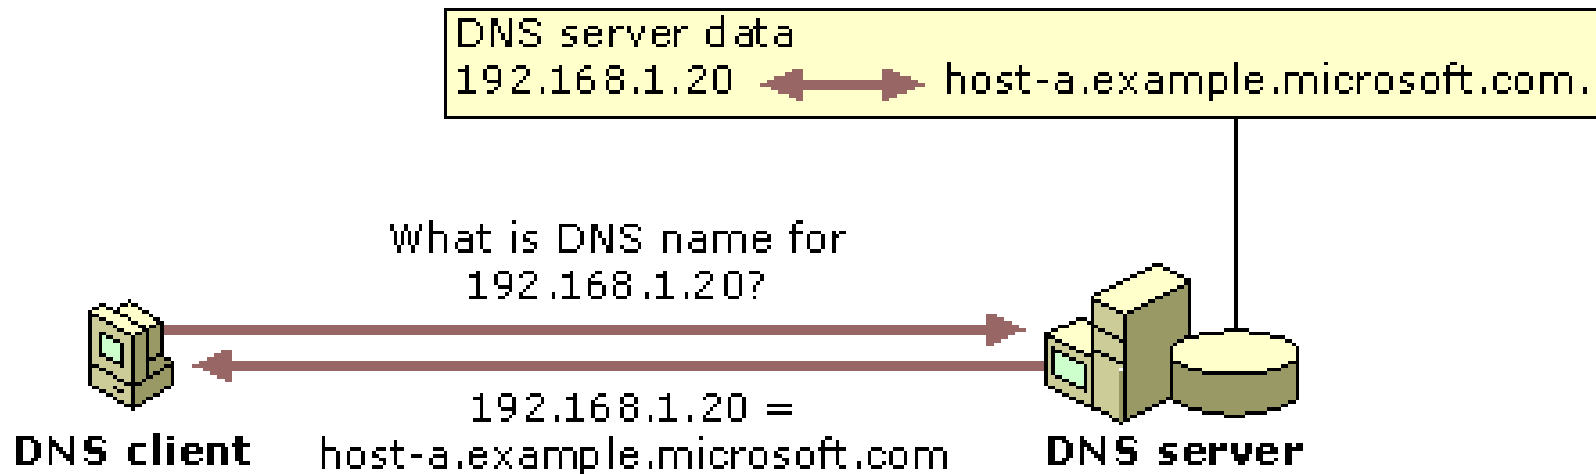 DNS server data
192.168.1.20 host-a.example.microsoft.com.
What is DNS name for
192.168.1.20?
192.168.1.20 =
host-a.example.microsoft.com
DNS client
DNS server